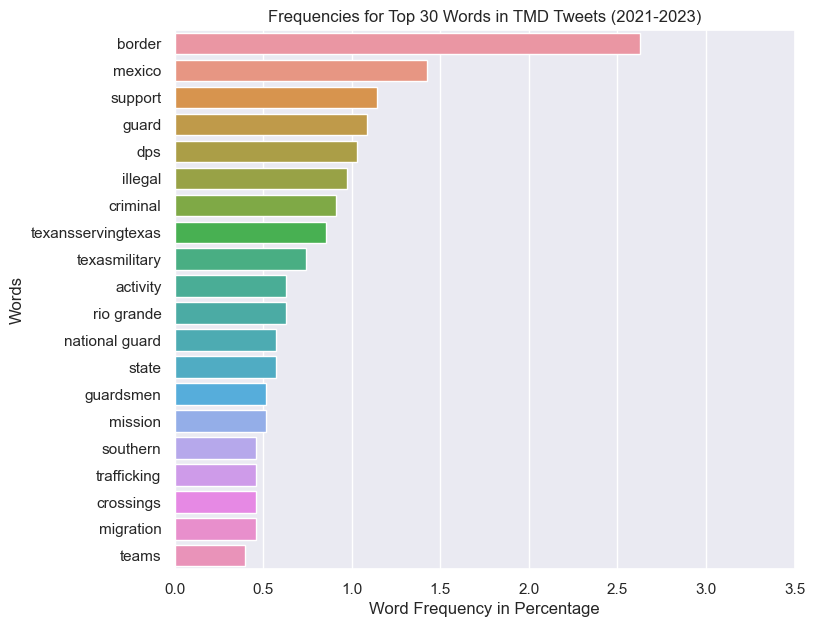 Frequencies for Top 30 Words in TMD Tweets (2021-2023)
Words
border
mexico
support
guard
dps
illegal
criminal
texansservingtexas
texasmilitary
activity
rio grande
national guard
state
guardsmen
mission
southern
trafficking
crossings
migration
teams
0.0 0.5 1.0 1.5 2.0 2.5 3.0 3.5
Word Frequency in Percentage